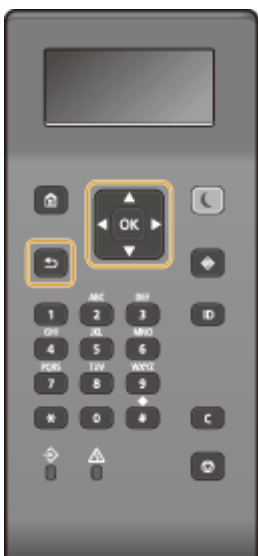 OK
ABC DEF
1 2 3 ID
GHI JKL MNO
4 5 6
PQRS TUV WXYZ
7 8 9
* 0 # C